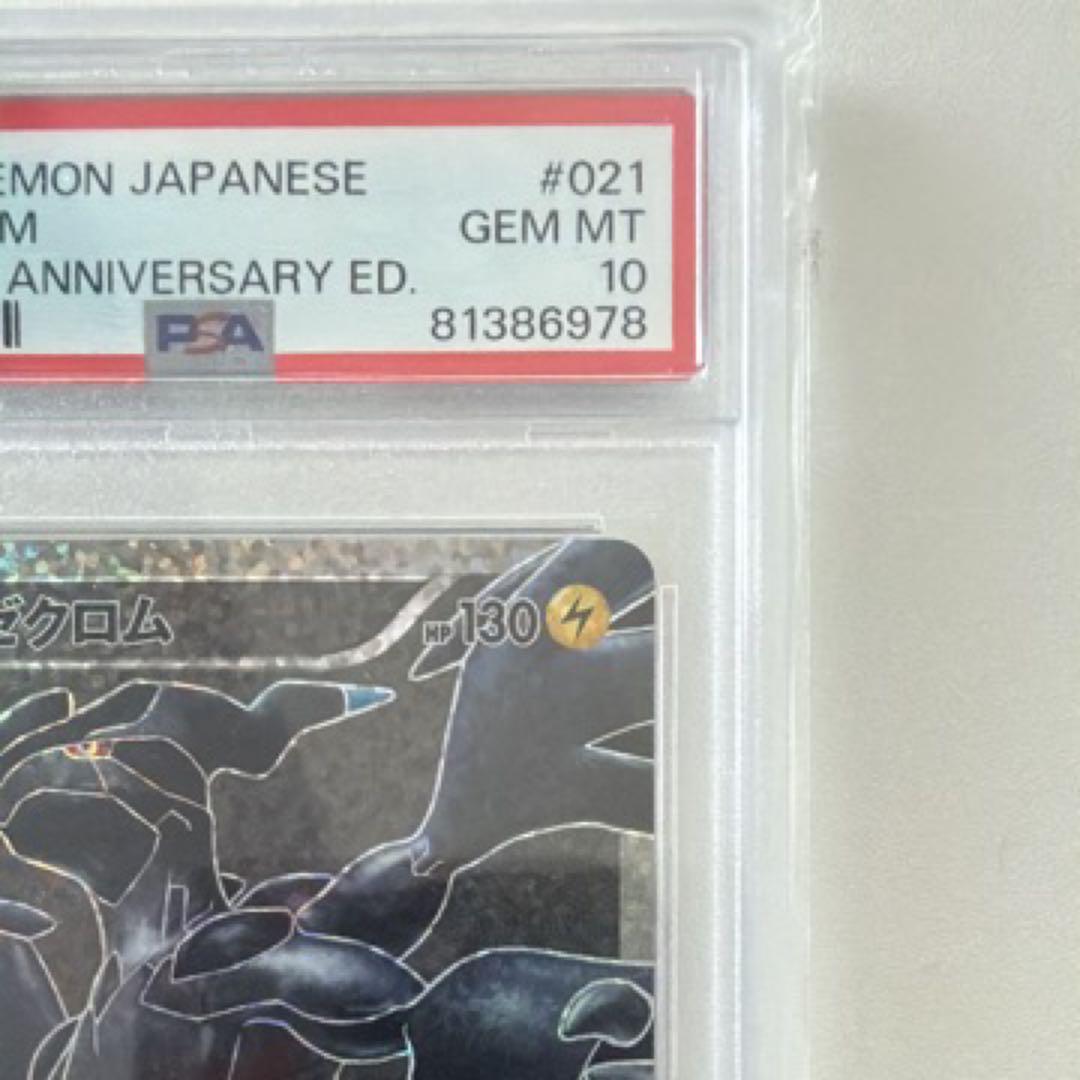 EMON JAPANESE #021
M GEM MT
ANNIVERSARY ED. 10
PSA 81386978
ゼクロム HP130